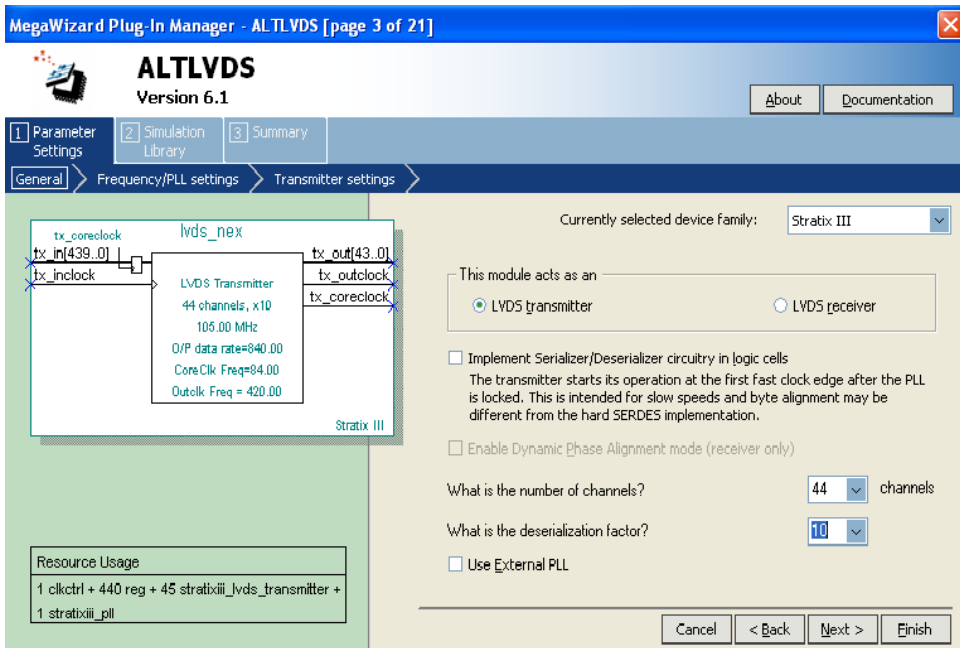 MegaWizard Plug-In Manager - ALTLVDS [page 3 of 21]
ALTLVDS
Version 6.1
About
Documentation
1 Parameter Settings
2 Simulation Library
3 Summary
General
Frequency/PLL settings
Transmitter settings
lvds_nex
tx_coreclock
tx_in[439..0]
tx_inclock
tx_out[43..0]
tx_outclock
tx_coreclock
LVDS Transmitter
44 channels, x10
105.00 MHz
O/P data rate=840.00
CoreClk Freq=84.00
Outclk Freq = 420.00
Stratix III
Resource Usage
1 clkctrl + 440 reg + 45 stratixiii_lvds_transmitter +
1 stratixiii_pll
Currently selected device family: Stratix III
This module acts as an
LVDS transmitter
LVDS receiver
Implement Serializer/Deserializer circuitry in logic cells
The transmitter starts its operation at the first fast clock edge after the PLL
is locked. This is intended for slow speeds and byte alignment may be
different from the hard SERDES implementation.
Enable Dynamic Phase Alignment mode (receiver only)
What is the number of channels? 44 channels
What is the deserialization factor? 10
Use External PLL
Cancel
< Back
Next >
Finish